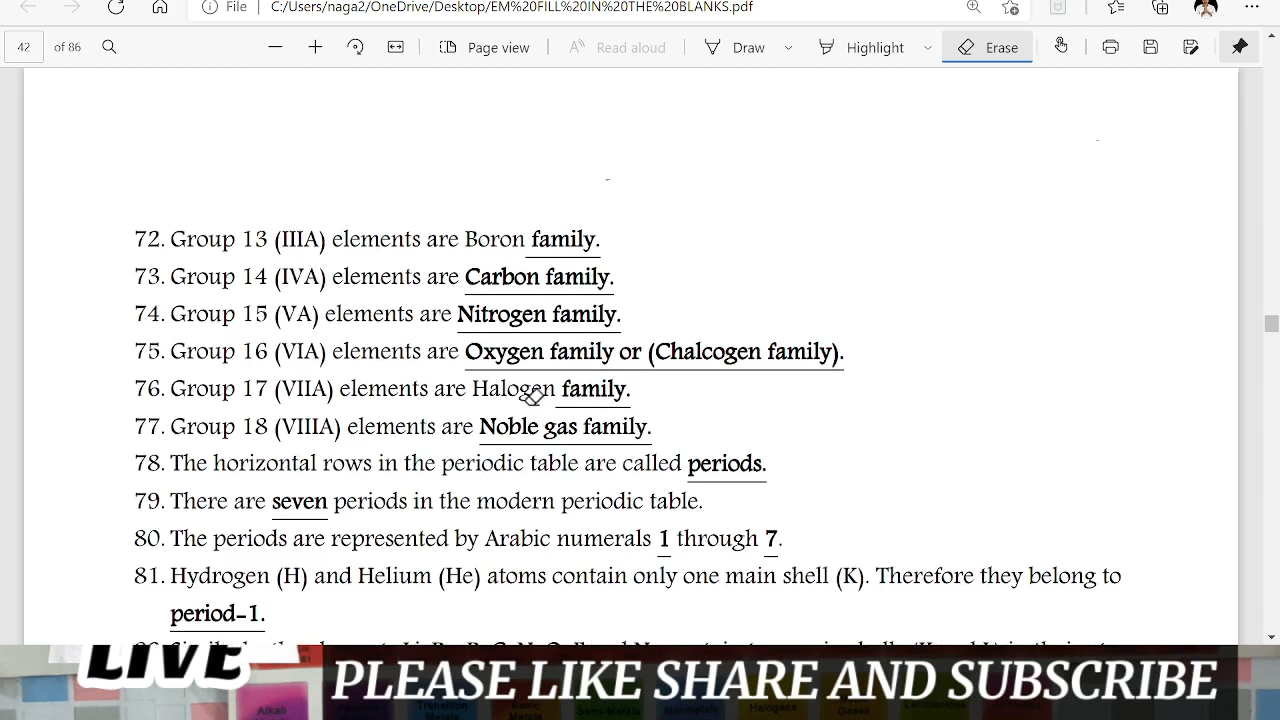 File C:/Users/naga2/OneDrive/Desktop/EM%20FILL%20IN%20THE%20BLANKS.pdf
42 of 86 Page view Read aloud Draw Highlight Erase
72. Group 13 (IIIA) elements are Boron family.
73. Group 14 (IVA) elements are Carbon family.
74. Group 15 (VA) elements are Nitrogen family.
75. Group 16 (VIA) elements are Oxygen family or (Chalcogen family).
76. Group 17 (VIIA) elements are Halogen family.
77. Group 18 (VIIIA) elements are Noble gas family.
78. The horizontal rows in the periodic table are called periods.
79. There are seven periods in the modern periodic table.
80. The periods are represented by Arabic numerals 1 through 7.
81. Hydrogen (H) and Helium (He) atoms contain only one main shell (K). Therefore they belong to
period-1.
LIVE
PLEASE LIKE SHARE AND SUBSCRIBE
Alkali